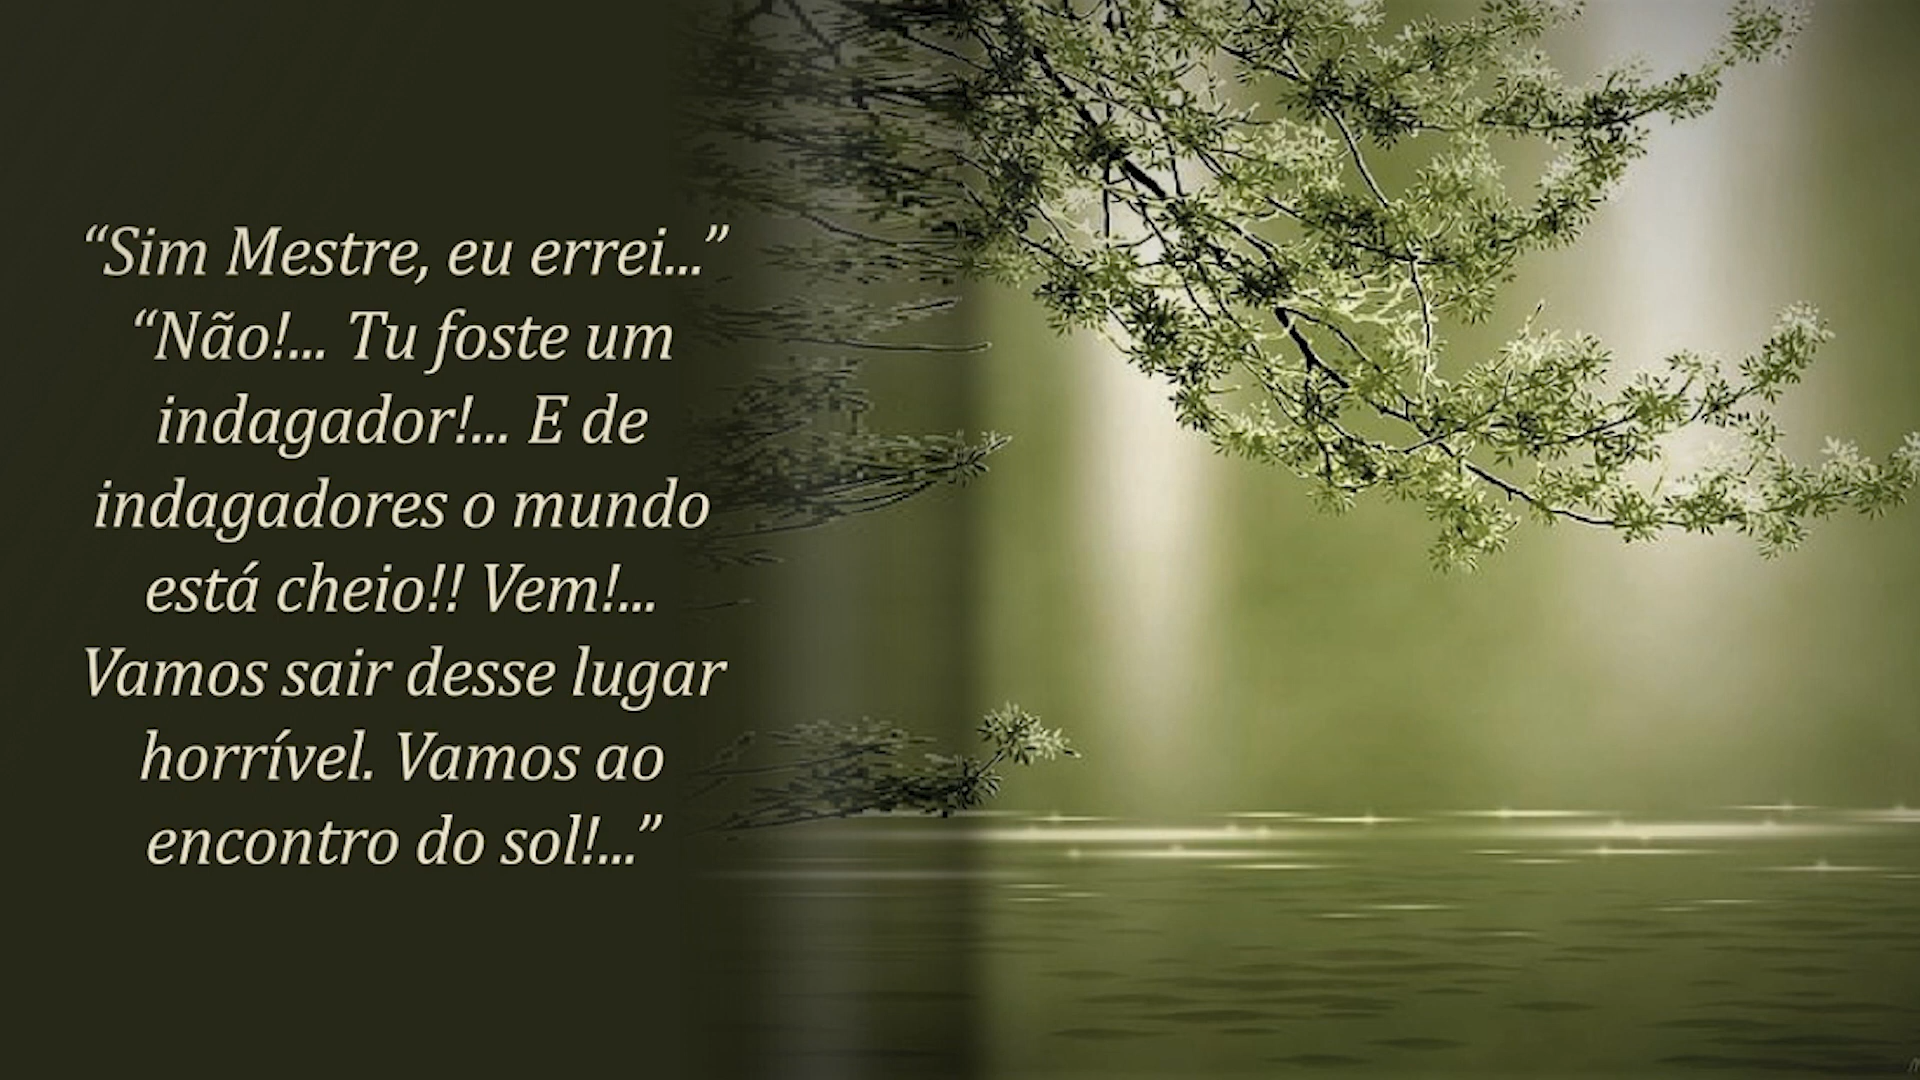 “Sim Mestre, eu errei...”
“Não!... Tu foste um
indagador!... E de
indagadores o mundo
está cheio!! Vem!...
Vamos sair desse lugar
horrível. Vamos ao
encontro do sol!...”